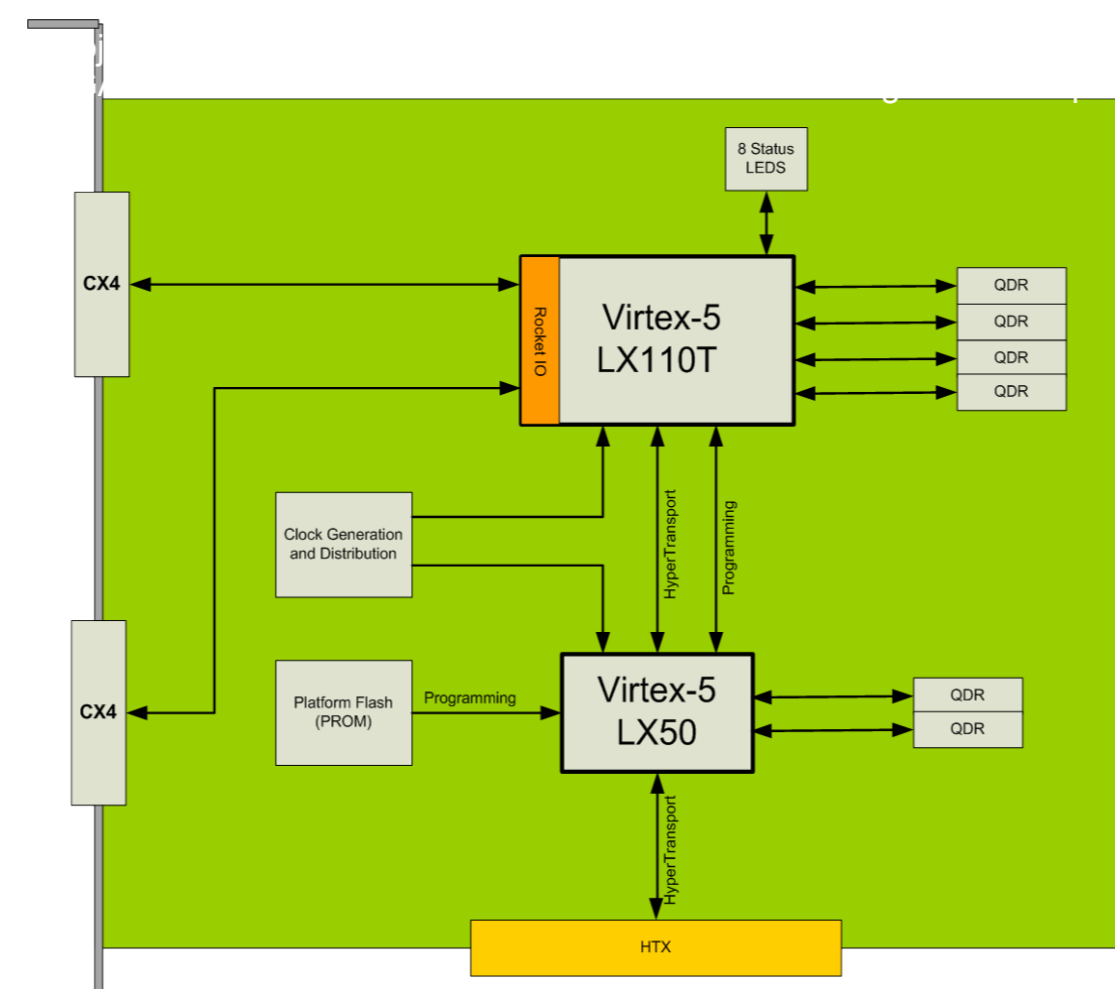 8 Status
LEDS
CX4
Rocket IO
Virtex-5
LX110T
QDR
QDR
QDR
QDR
Clock Generation
and Distribution
HyperTransport
Programming
Platform Flash
(PROM)
Programming
CX4
Virtex-5
LX50
QDR
QDR
HyperTransport
HTX